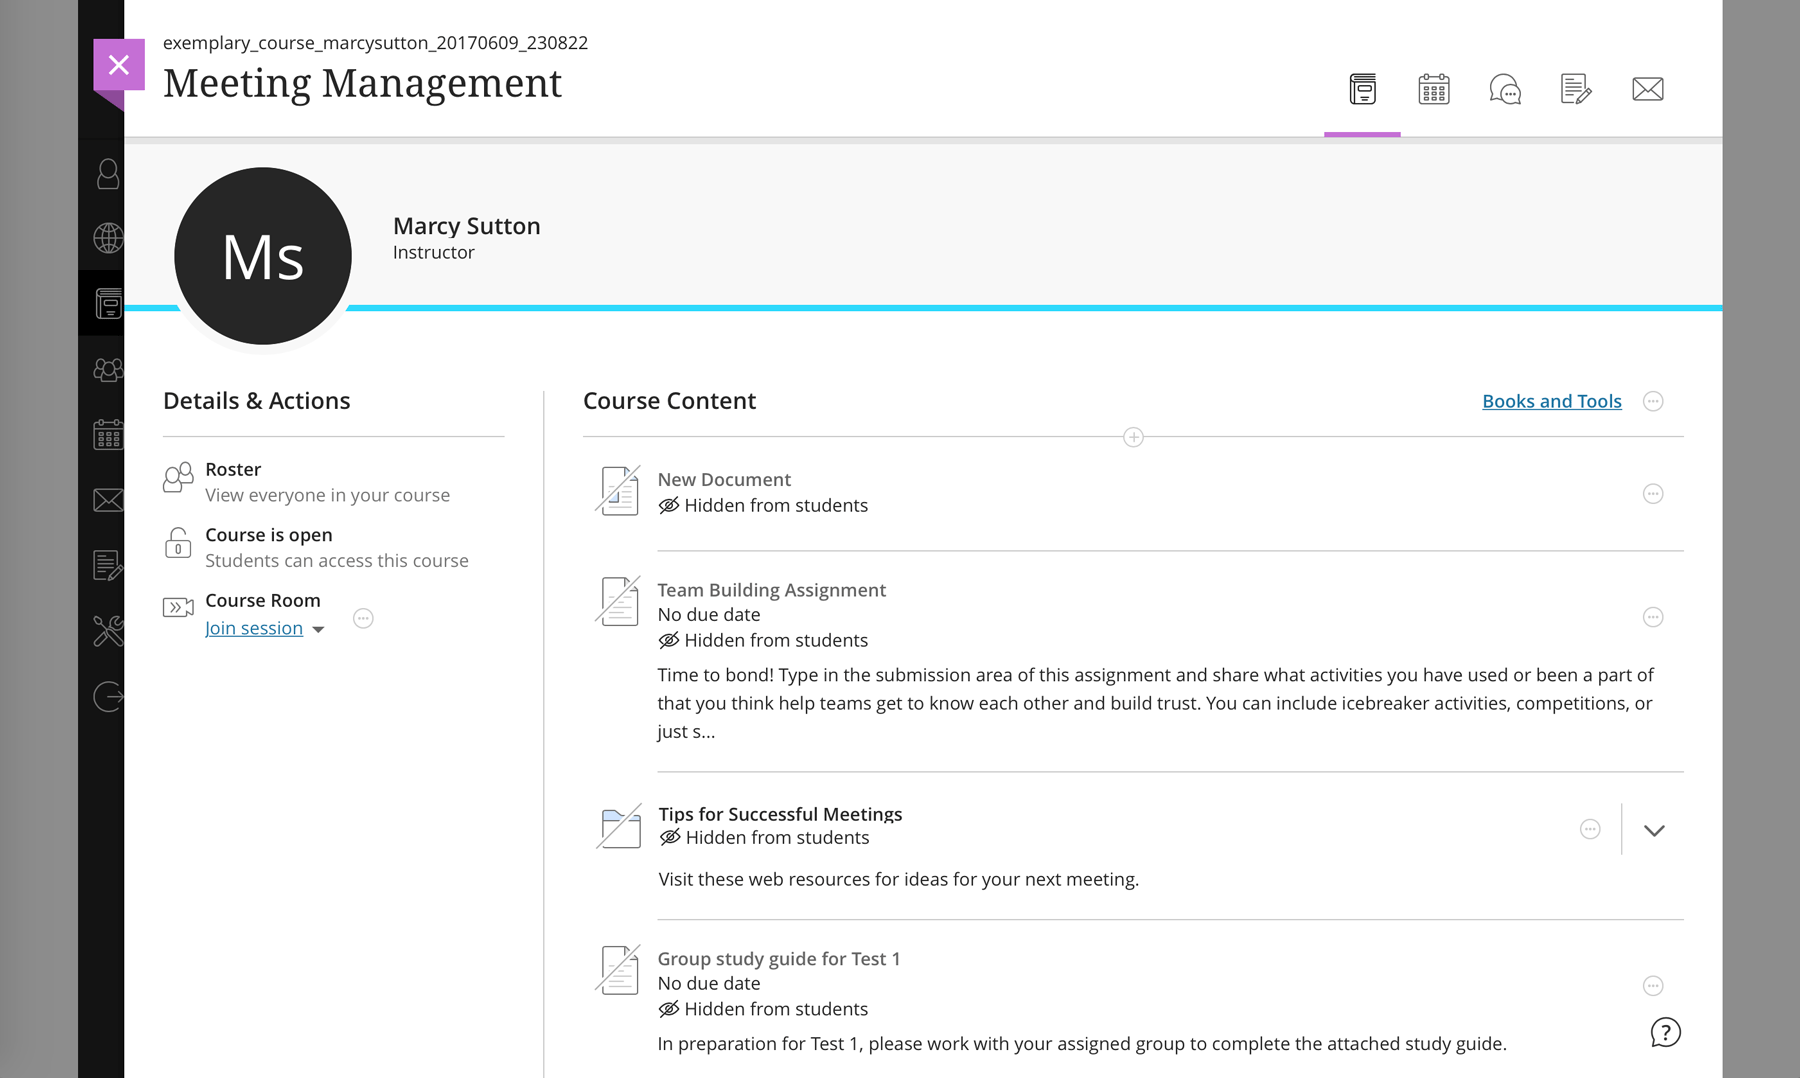 exemplary_course_marcysutton_20170609_230822
Meeting Management
Ms
Marcy Sutton
Instructor
Details & Actions
Roster
View everyone in your course
Course is open
Students can access this course
Course Room
Join session
Course Content
Books and Tools
New Document
Hidden from students
Team Building Assignment
No due date
Hidden from students
Time to bond! Type in the submission area of this assignment and share what activities you have used or been a part of
that you think help teams get to know each other and build trust. You can include icebreaker activities, competitions, or
just s...
Tips for Successful Meetings
Hidden from students
Visit these web resources for ideas for your next meeting.
Group study guide for Test 1
No due date
Hidden from students
In preparation for Test 1, please work with your assigned group to complete the attached study guide.
?